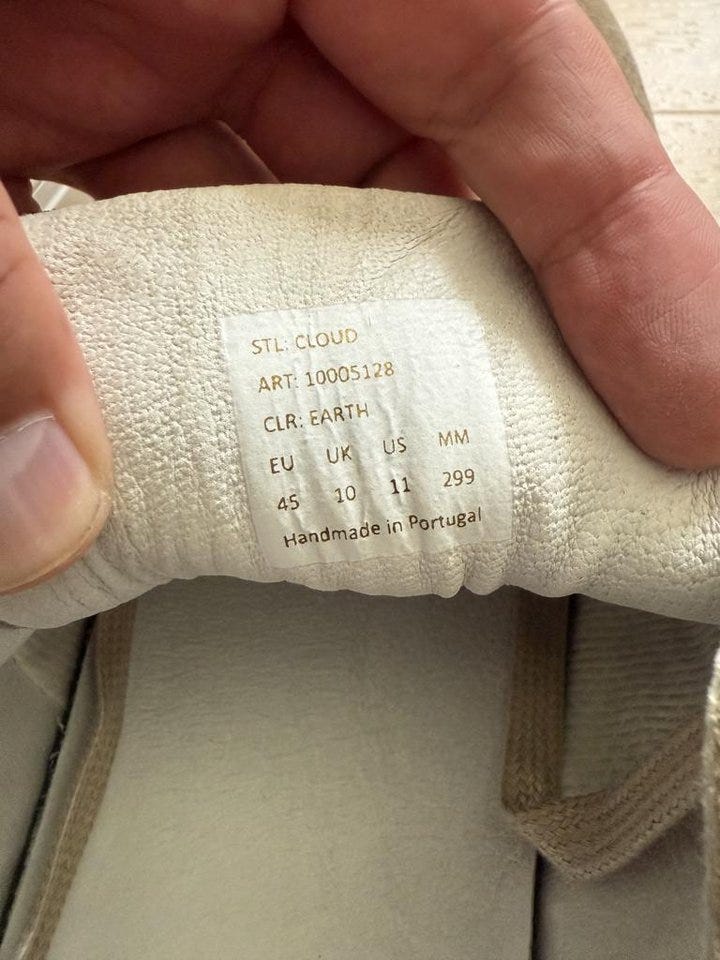 STL: CLOUD
ART: 10005128
CLR: EARTH
EU UK US MM
45 10 11 299
Handmade in Portugal